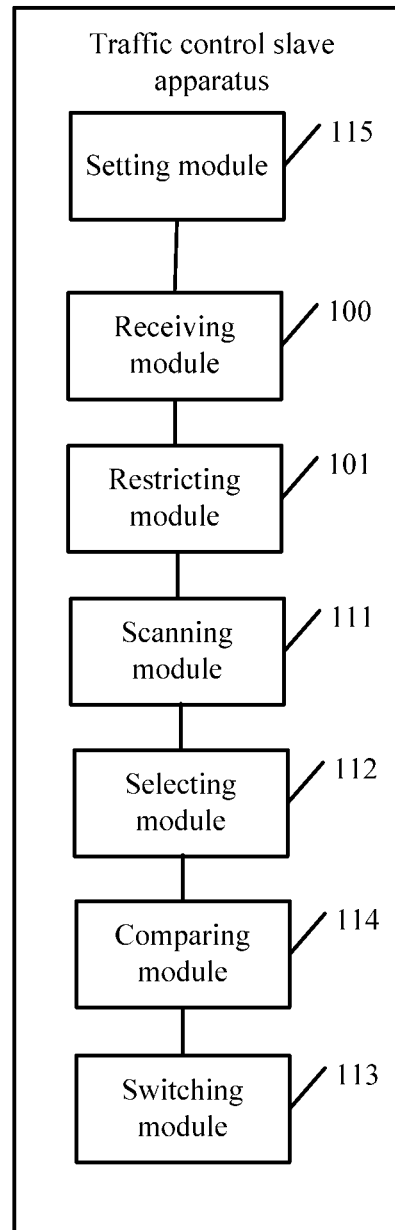 Traffic control slave
apparatus
115
Setting module
100
Receiving
module
101
Restricting
module
111
Scanning
module
112
Selecting
module
114
Comparing
module
113
Switching
module